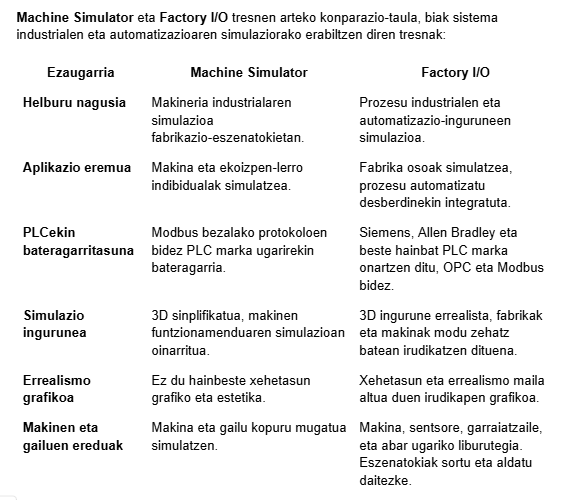 Machine Simulator eta Factory I/O tresnen arteko konparazio-taula, biak sistema
industrialen eta automatizazioaren simulaziorako erabiltzen diren tresnak:
Ezaugarria Machine Simulator Factory I/O
Helburu nagusia Makineria industrialaren Prozesu industrialen eta
simulazioa automatizazio-inguruneen
fabrikazio-eszenatokietan. simulazioa.
Aplikazio eremua Makina eta ekoizpen-lerro Fabrika osoak simulatzea,
indibidualak simulatzea. prozesu automatizatu
desberdinekin integratuta.
PLCekin Modbus bezalako protokoloen Siemens, Allen Bradley eta
bateragarritasuna bidez PLC marka ugarirekin beste hainbat PLC marka
bateragarria. onartzen ditu, OPC eta Modbus
bidez.
Simulazio 3D sinplifikatua, makinen 3D ingurune errealista, fabrikak
ingurunea funtzionamenduaren simulazioan eta makinak modu zehatz
oinarritua. batean irudikatzen dituena.
Errealismo Ez du hainbeste xehetasun Xehetasun eta errealismo maila
grafikoa grafiko eta estetika. altua duen irudikapen grafikoa.
Makinen eta Makina eta gailu kopuru mugatua Makina, sentsore, garraiatzaile,
gailuen ereduak simulatzen. eta abar ugariko liburutegia.
Eszenatokiak sortu eta aldatu
daitezke.